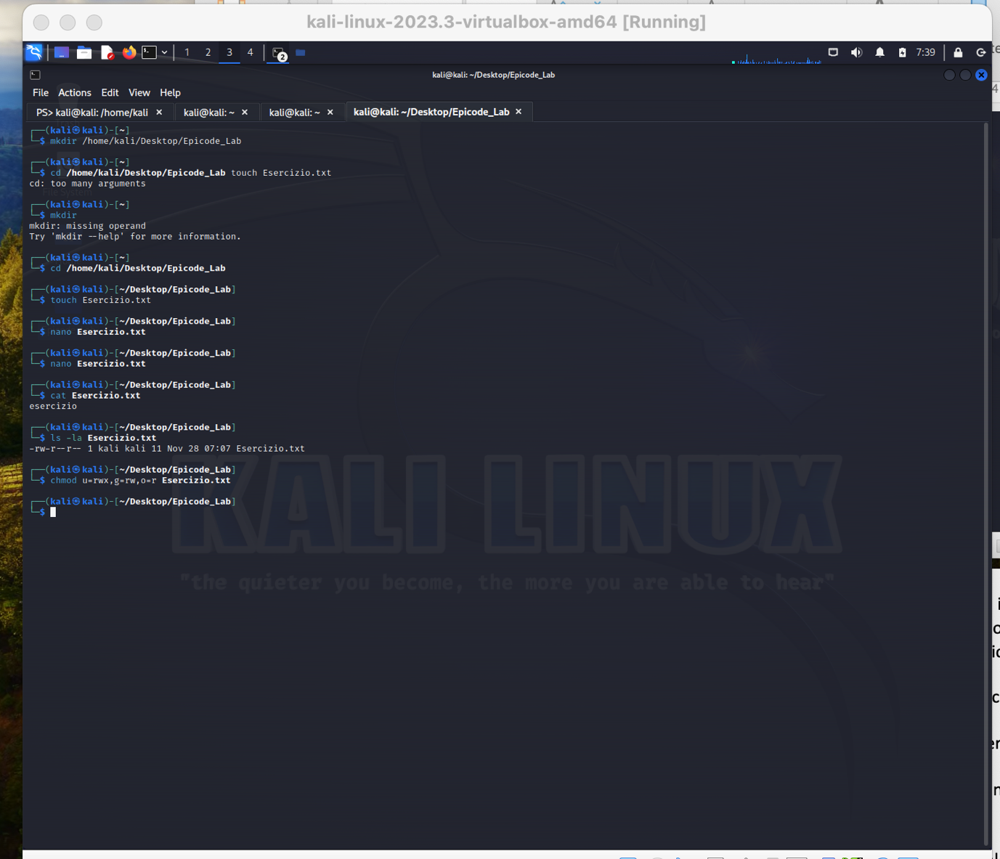 kali-linux-2023.3-virtualbox-amd64 [Running]
1 2 3 4 2 7:39
kali@kali: ~/Desktop/Epicode_Lab
File Actions Edit View Help
PS> kali@kali: /home/kali × kali@kali: ~ × kali@kali: ~ × kali@kali: ~/Desktop/Epicode_Lab ×
┌──(kali㉿kali)-[~]
└─$ mkdir /home/kali/Desktop/Epicode_Lab
┌──(kali㉿kali)-[~]
└─$ cd /home/kali/Desktop/Epicode_Lab touch Esercizio.txt
cd: too many arguments
┌──(kali㉿kali)-[~]
└─$ mkdir
mkdir: missing operand
Try 'mkdir --help' for more information.
┌──(kali㉿kali)-[~]
└─$ cd /home/kali/Desktop/Epicode_Lab
┌──(kali㉿kali)-[~/Desktop/Epicode_Lab]
└─$ touch Esercizio.txt
┌──(kali㉿kali)-[~/Desktop/Epicode_Lab]
└─$ nano Esercizio.txt
┌──(kali㉿kali)-[~/Desktop/Epicode_Lab]
└─$ nano Esercizio.txt
┌──(kali㉿kali)-[~/Desktop/Epicode_Lab]
└─$ cat Esercizio.txt
esercizio
┌──(kali㉿kali)-[~/Desktop/Epicode_Lab]
└─$ ls -la Esercizio.txt
-rw-r--r-- 1 kali kali 11 Nov 28 07:07 Esercizio.txt
┌──(kali㉿kali)-[~/Desktop/Epicode_Lab]
└─$ chmod u=rwx,g=rw,o=r Esercizio.txt
┌──(kali㉿kali)-[~/Desktop/Epicode_Lab]
└─$
KALI LINUX
"the quieter you become, the more you are able to hear"